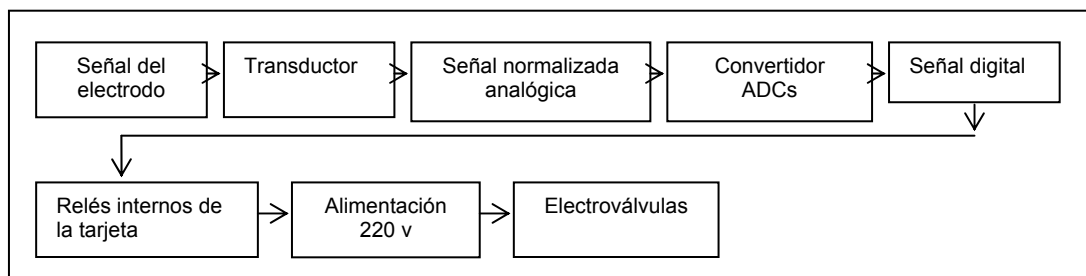 Señal del
electrodo
Transductor
Señal normalizada
analógica
Convertidor
ADCs
Señal digital
Relés internos de
la tarjeta
Alimentación
220 v
Electroválvulas